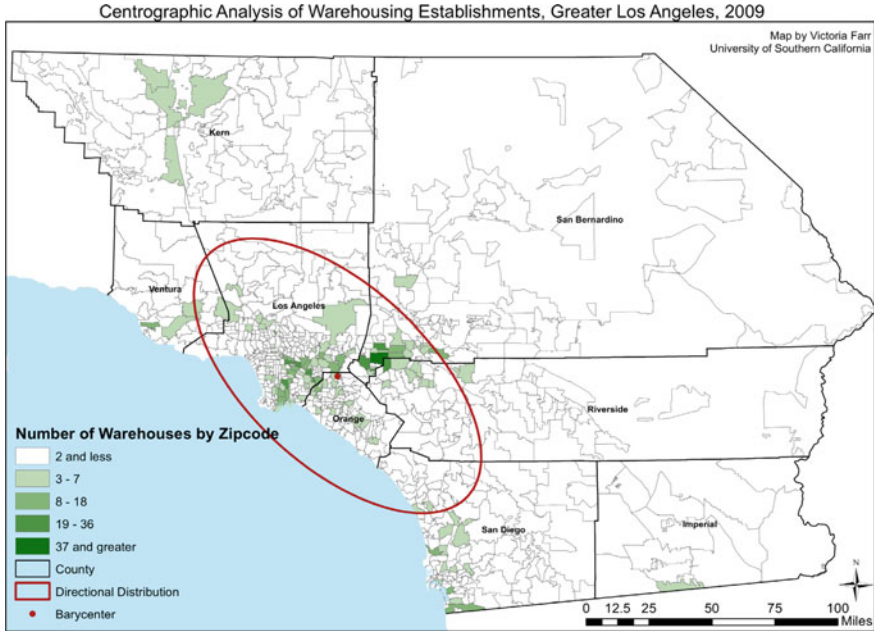 Centrographic Analysis of Warehousing Establishments, Greater Los Angeles, 2009
Map by Victoria Farr
University of Southern California
Kern
San Bernardino
Ventura
Los Angeles
Riverside
Orange
San Diego
Imperial
Number of Warehouses by Zipcode
2 and less
3 - 7
8 - 18
19 - 36
37 and greater
County
Directional Distribution
Barycenter
N
0 12.5 25 50 75 100
Miles